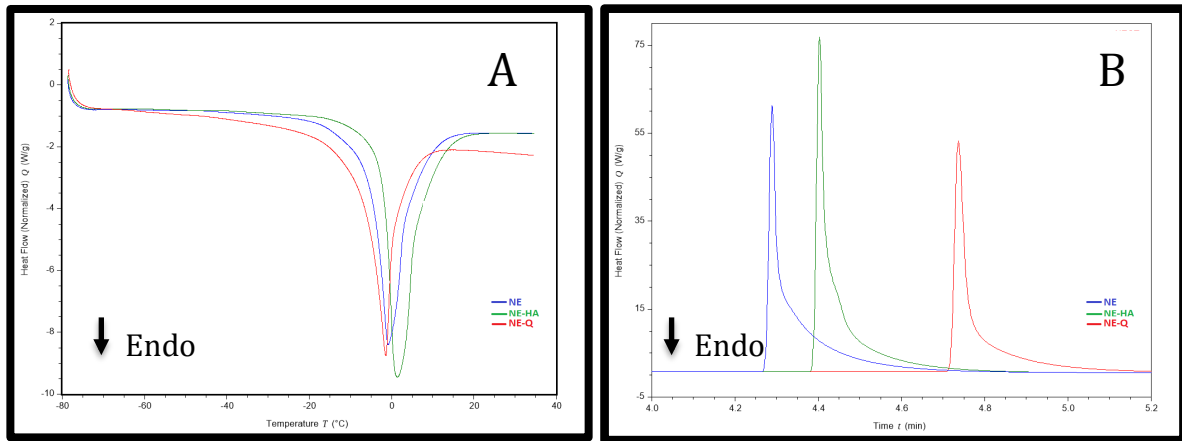 A
2
0
-2
-4
-6
-8
-10
Heat Flow (Normalized) Q (W/g)
NE
NE-HA
NE-Q
Endo
-80
-60
-40
-20
0
20
40
Temperature T (°C)
B
75
55
35
15
-5
Heat Flow (Normalized) Q (W/g)
NE
NE-HA
NE-Q
Endo
4.0
4.2
4.4
4.6
4.8
5.0
5.2
Time t (min)